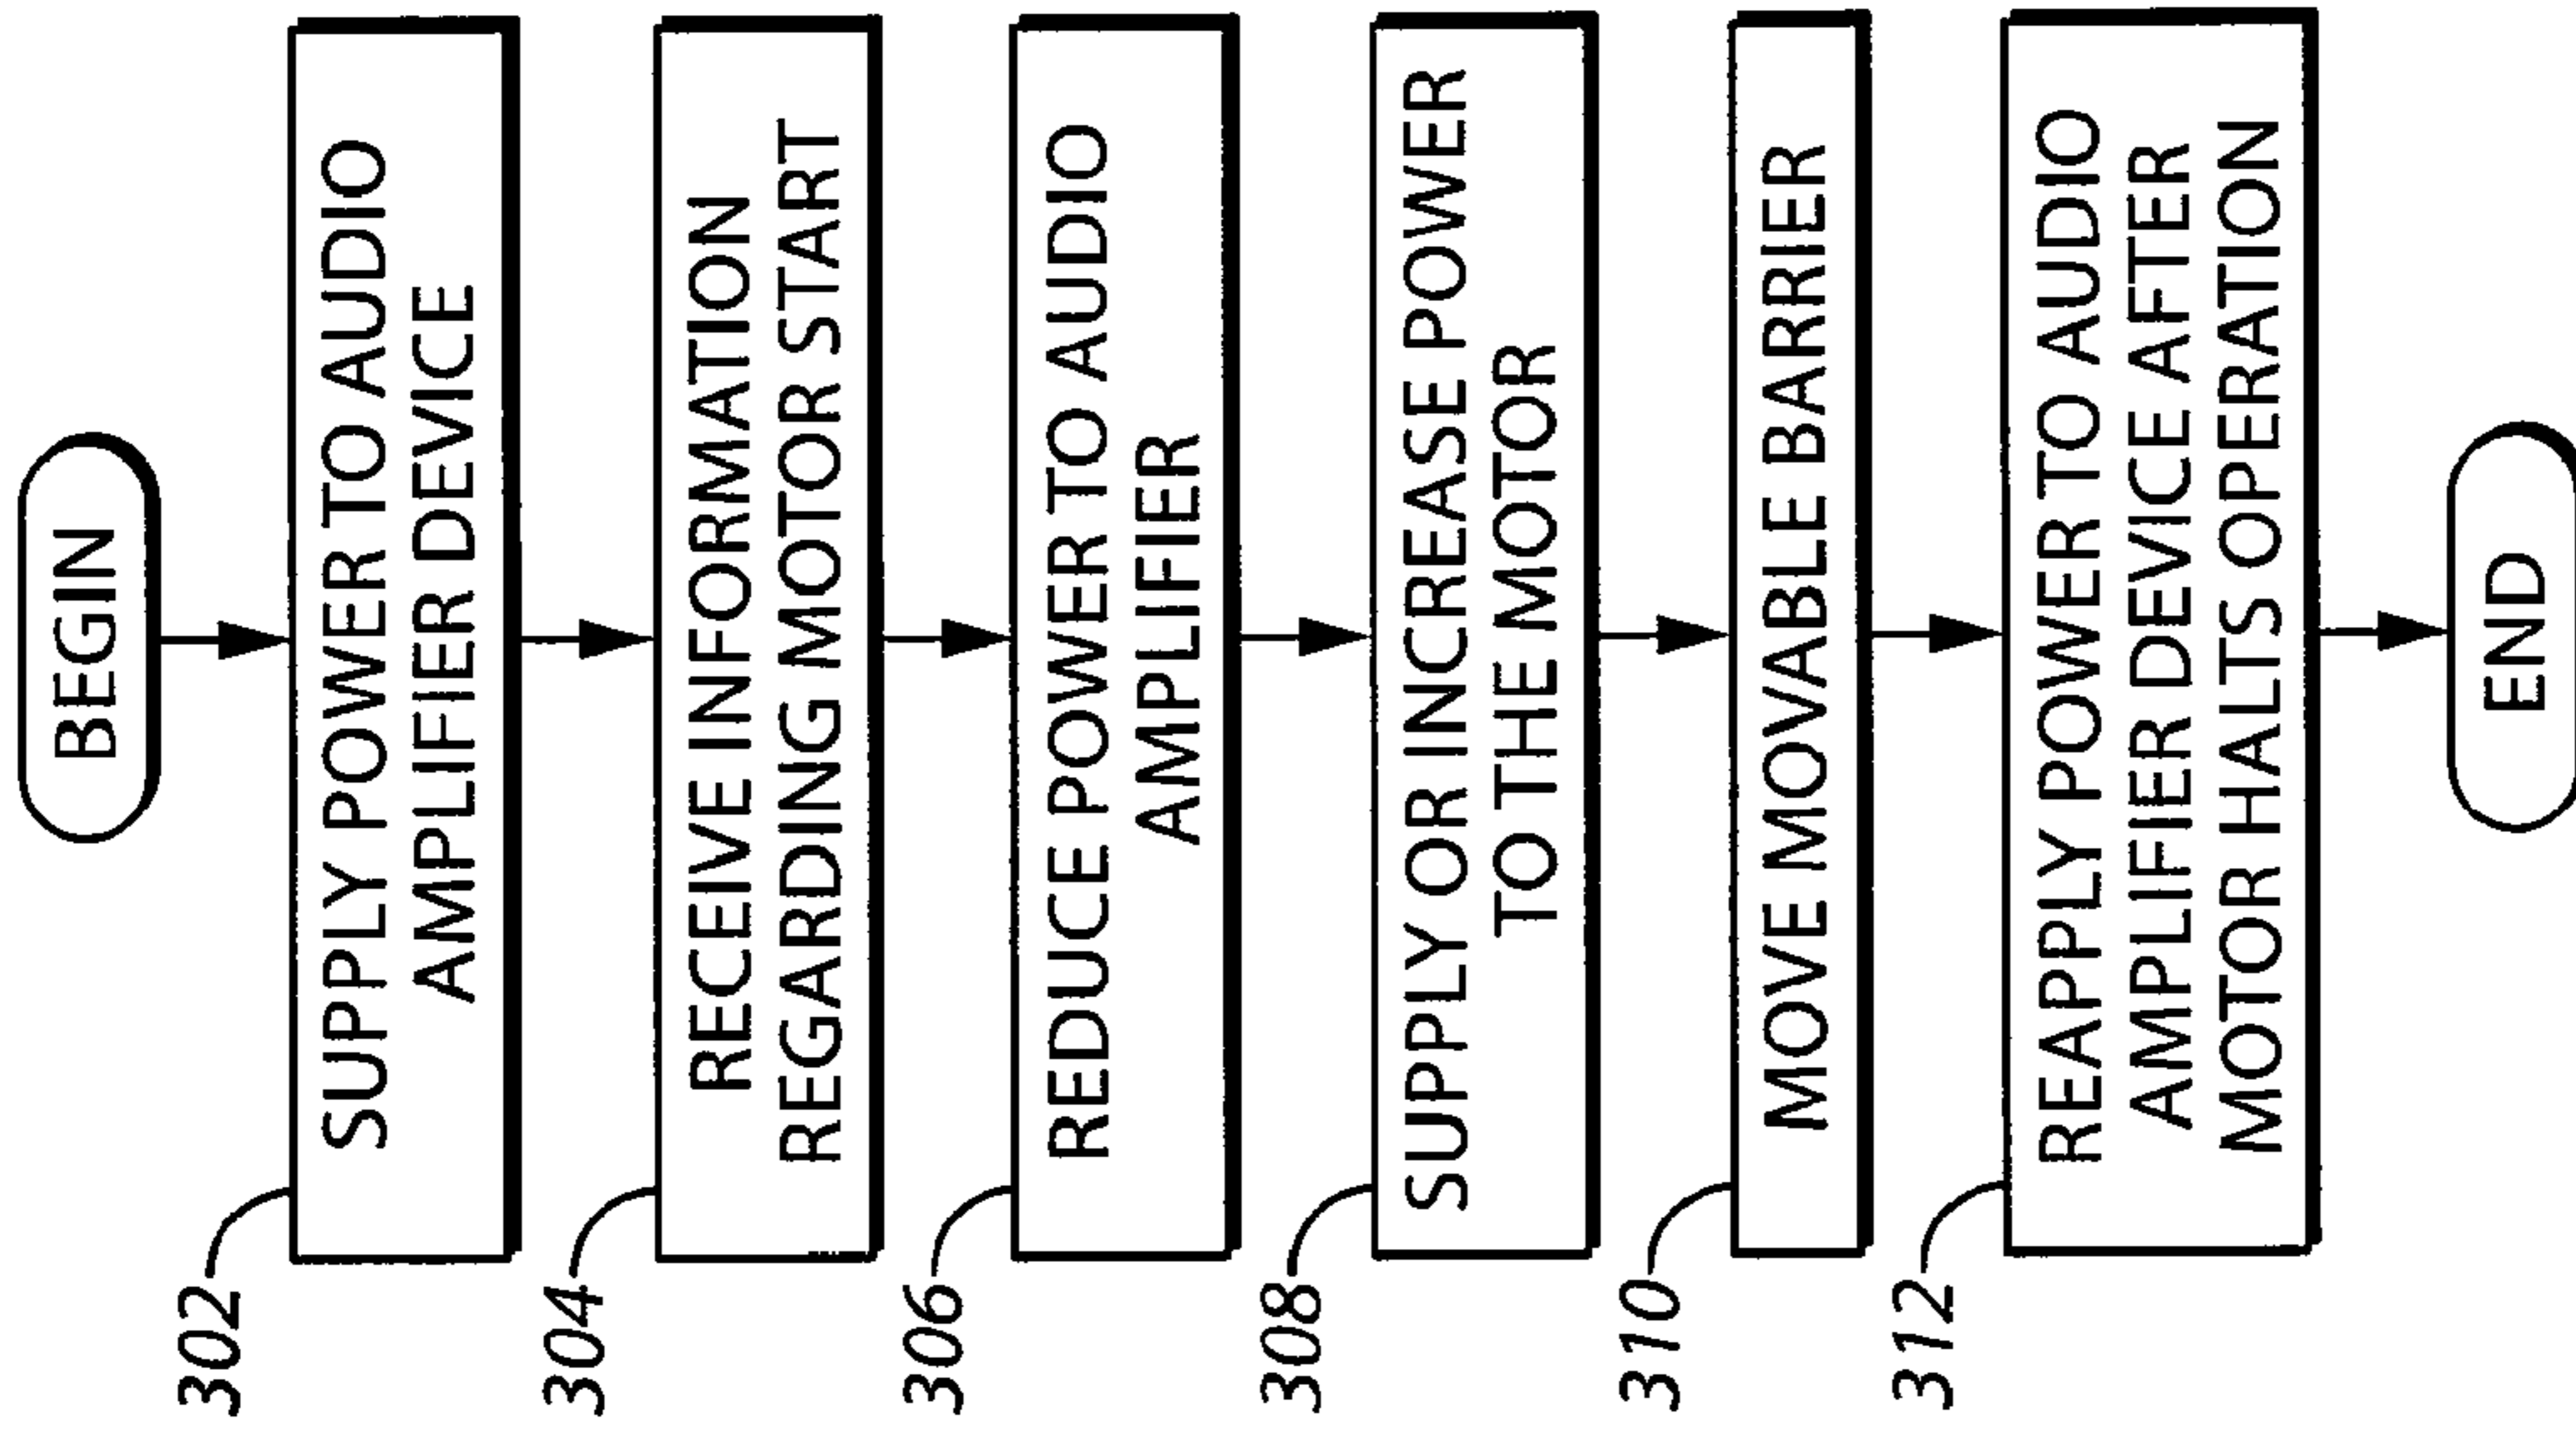 BEGIN
302
SUPPLY POWER TO AUDIO
AMPLIFIER DEVICE
304
RECEIVE INFORMATION
REGARDING MOTOR START
306
REDUCE POWER TO AUDIO
AMPLIFIER
308
SUPPLY OR INCREASE POWER
TO THE MOTOR
310
MOVE MOVABLE BARRIER
312
REAPPLY POWER TO AUDIO
AMPLIFIER DEVICE AFTER
MOTOR HALTS OPERATION
END